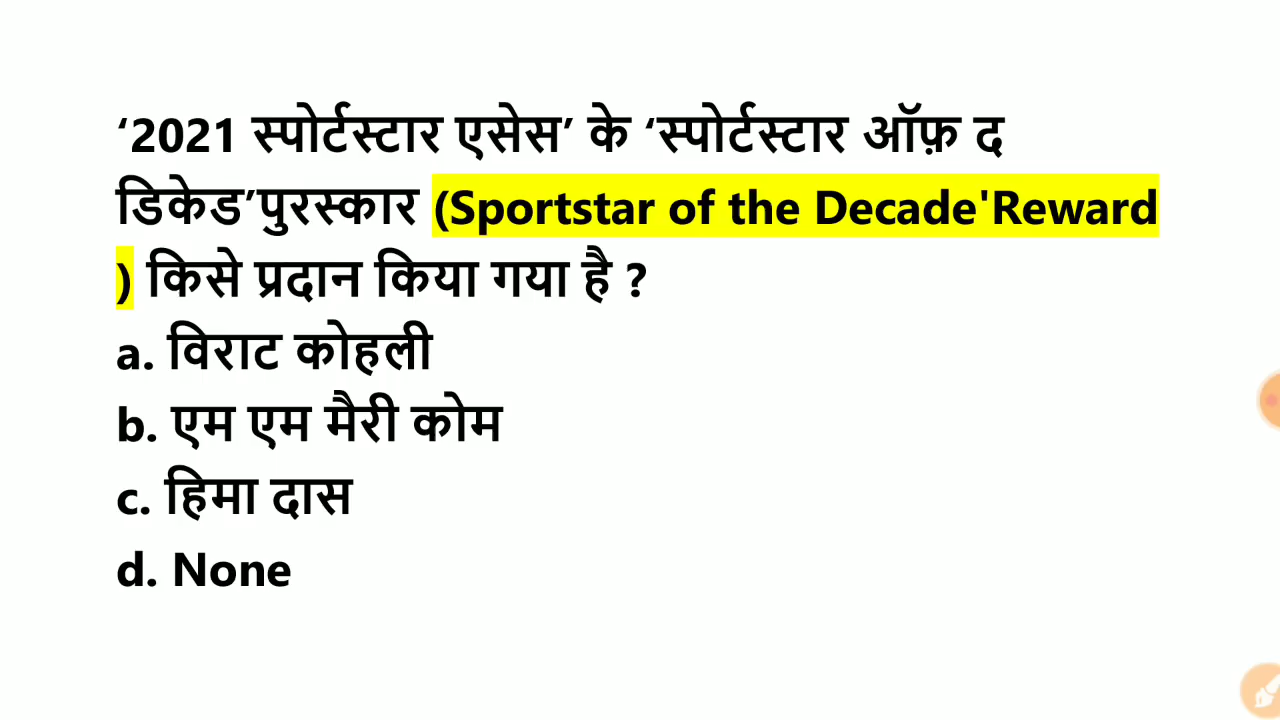 ‘2021 स्पोर्टस्टार एसेस’ के ‘स्पोर्टस्टार ऑफ़ द
डिकेड’पुरस्कार (Sportstar of the Decade'Reward
) किसे प्रदान किया गया है ?
a. विराट कोहली
b. एम एम मैरी कोम
c. हिमा दास
d. None